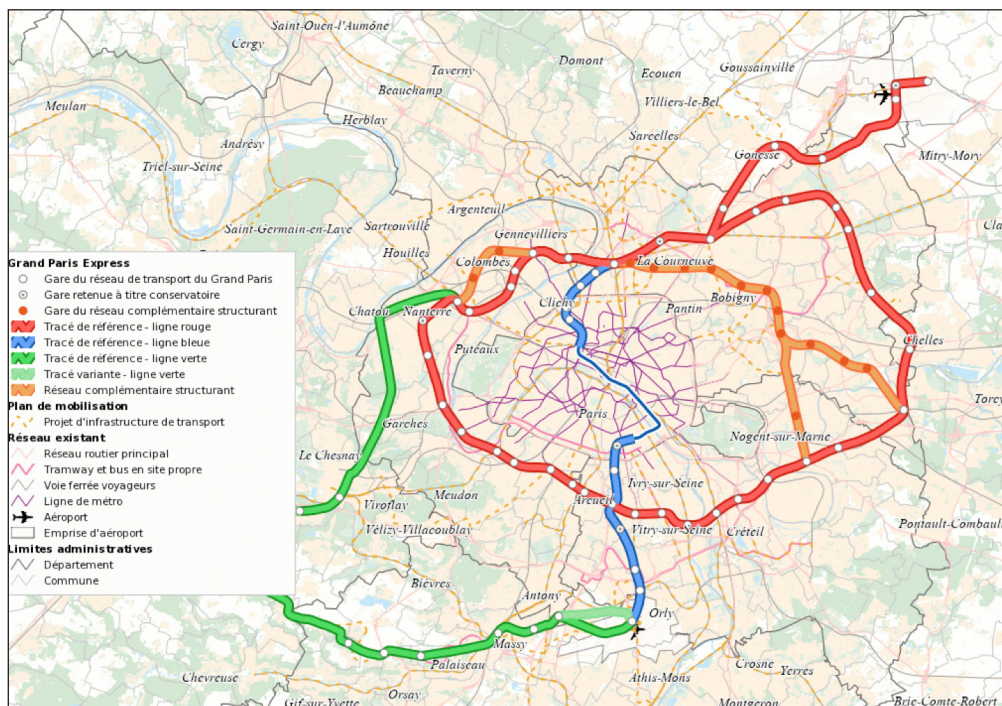 Saint-Ouen-l'Aumône
Cergy
Domont
Goussainville
Taverny
Ecouen
Meulan
Beauchamp
Villiers-le-Bel
Herblay
Sarcelles
Andrésy
Gonesse
Mitry-Mory
Triel-sur-Seine
Argenteuil
Sartrouville
Saint-Germain-en-Laye
Gennevilliers
Houilles
Colombes
La Courneuve
Bobigny
Clichy
Pantin
Chatou
Nanterre
Chelles
Puteaux
Torcy
Paris
Garches
Nogent-sur-Marne
Le Chesnay
Ivry-sur-Seine
Meudon
Arcueil
Viroflay
Vélizy-Villacoublay
Vitry-sur-Seine
Créteil
Pontault-Combault
Bièvres
Antony
Orly
Massy
Palaiseau
Crosne
Yerres
Chevreuse
Athis-Mons
Orsay
Gif-sur-Yvette
Montgeron
Brie-Comte-Robert
Grand Paris Express
Gare du réseau de transport du Grand Paris
Gare retenue à titre conservatoire
Gare du réseau complémentaire structurant
Tracé de référence - ligne rouge
Tracé de référence - ligne bleue
Tracé de référence - ligne verte
Tracé variante - ligne verte
Réseau complémentaire structurant
Plan de mobilisation
Projet d'infrastructure de transport
Réseau existant
Réseau routier principal
Tramway et bus en site propre
Voie ferrée voyageurs
Ligne de métro
Aéroport
Emprise d'aéroport
Limites administratives
Département
Commune